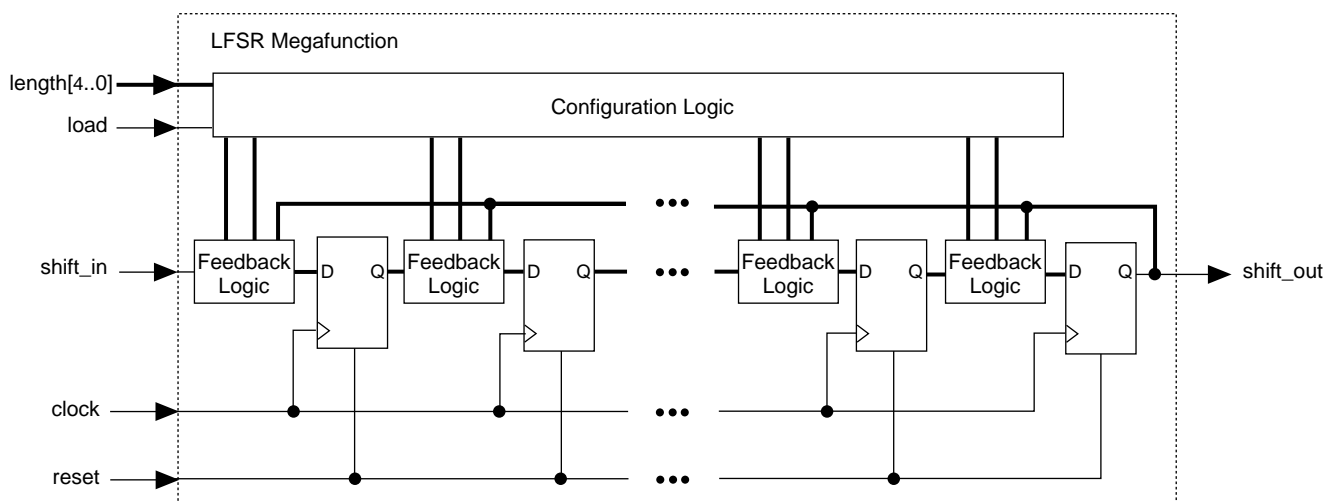 LFSR Megafunction
length[4..0]
Configuration Logic
load
shift_in
Feedback
Logic
D Q
Feedback
Logic
D Q
Feedback
Logic
D Q
Feedback
Logic
D Q
shift_out
clock
reset